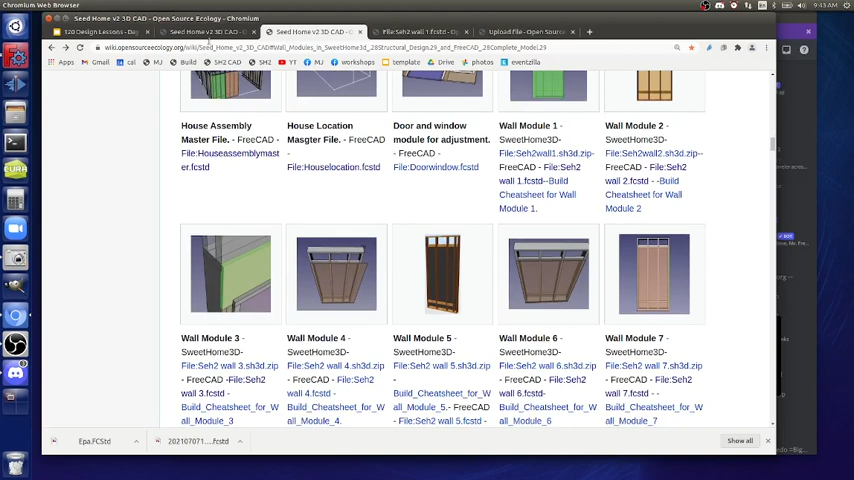 Chromium Web Browser
9:43 AM
Seed Home v2 3D CAD - Open Source Ecology - Chromium
120 Design Lessons - Dag
Seed Home v2 3D CAD - O
Seed Home v2 3D CAD - O
File:Seh2 wall 1.fcstd - Op
Upload file - Open Source
wiki.opensourceecology.org/wiki/Seed_Home_v2_3D_CAD#Wall_Modules_in_SweetHome3d_.28Structural_Design.29_and_FreeCAD_.28Complete_Model.29
Apps
Gmail
cal
MJ
Build
SH2 CAD
SH2
YT
MJ
workshops
template
Drive
photos
eventzilla
House Assembly
Master File. - FreeCAD -
File:Houseassemblymast
er.fcstd
House Location
Masgter File. - FreeCAD
-
File:Houselocation.fcstd
Door and window
module for adjustment.
- FreeCAD -
File:Doorwindow.fcstd
Wall Module 1 -
SweetHome3D-
File:Seh2wall1.sh3d.zip-
FreeCAD - File:Seh2
wall 1.fcstd--Build
Cheatsheet for Wall
Module 1.
Wall Module 2 -
SweetHome3D-
File:Seh2wall2.sh3d.zip--
FreeCAD - File:Seh2
wall 2.fcstd - -Build
Cheatsheet for Wall
Module 2
Wall Module 3 -
SweetHome3D-
File:Seh2 wall 3.sh3d.zip
- FreeCAD -File:Seh2
wall 3.fcstd -
Build_Cheatsheet_for_W
all_Module_3
Wall Module 4 -
SweetHome3D-
File:Seh2 wall 4.sh3d.zip
- FreeCAD - File:Seh2
wall 4.fcstd -
Build_Cheatsheet_for_W
all_Module_4.
Wall Module 5 -
SweetHome3D-
File:Seh2 wall 5.sh3d.zip
-
Build_Cheatsheet_for_W
all_Module_5.- FreeCAD
- File:Seh2 wall 5.fcstd -
Wall Module 6 -
SweetHome3D-
File:Seh2 wall 6.sh3d.zip
- FreeCAD - File:Seh2
wall 6.fcstd -
Build_Cheatsheet_for_W
all_Module_6
Wall Module 7 -
SweetHome3D-
File:Seh2 wall 7.sh3d.zip
- FreeCAD - File:Seh2
wall 7.fcstd - -
Build_Cheatsheet_for_W
all_Module_7
Epa.FCStd
202107071....fcstd
Show all
CURA